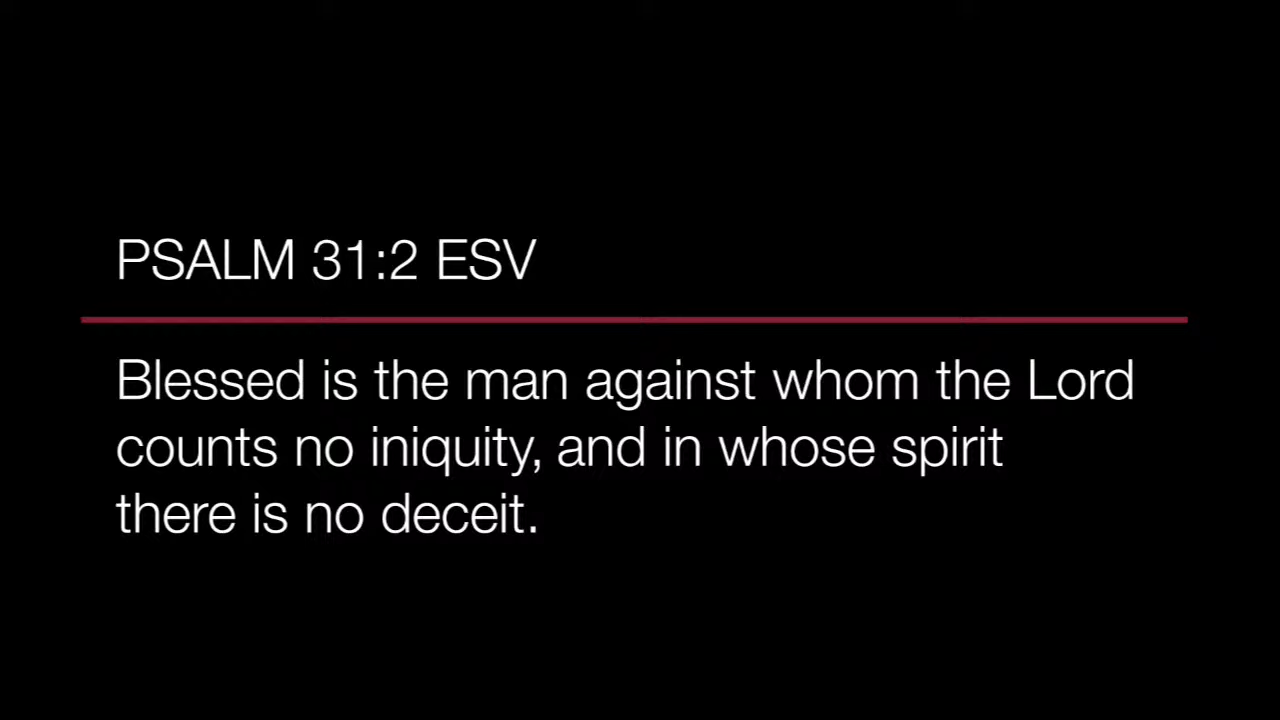 PSALM 31:2 ESV
Blessed is the man against whom the Lord
counts no iniquity, and in whose spirit
there is no deceit.